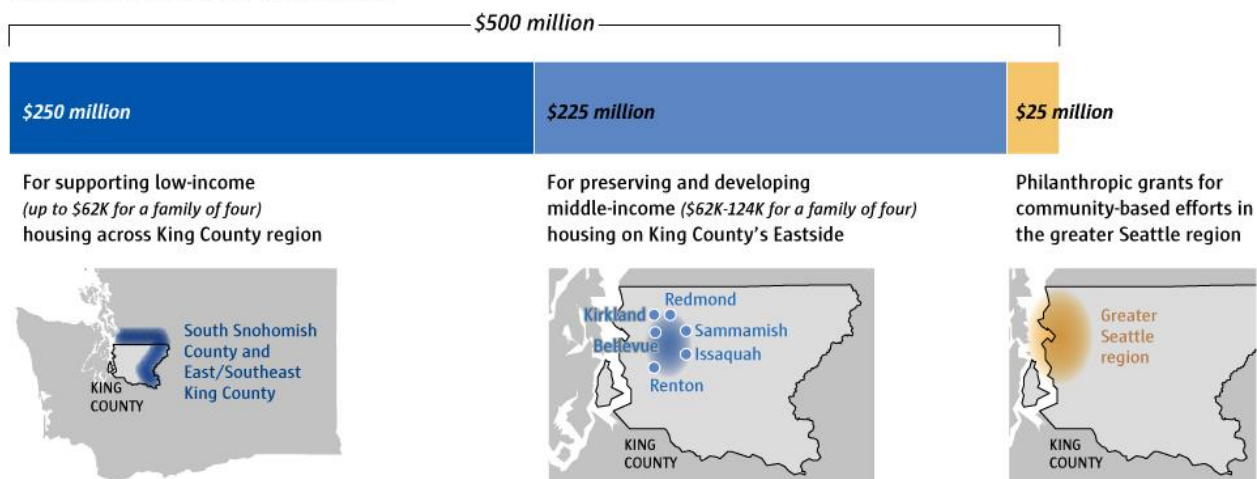 $500 million
$250 million
$225 million
$25 million
For supporting low-income
(up to $62K for a family of four)
housing across King County region
For preserving and developing
middle-income ($62K-124K for a family of four)
housing on King County's Eastside
Philanthropic grants for
community-based efforts in
the greater Seattle region
South Snohomish
County and
East/Southeast
King County
KING
COUNTY
Redmond
Kirkland
Sammamish
Bellevue
Issaquah
Renton
KING
COUNTY
Greater
Seattle
region
KING
COUNTY